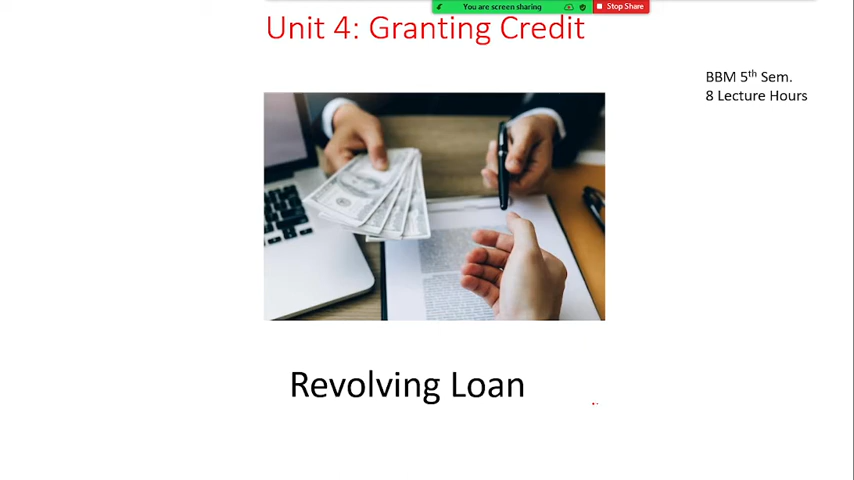 You are screen sharing
Stop Share
Unit 4: Granting Credit
BBM 5th Sem.
8 Lecture Hours
Revolving Loan